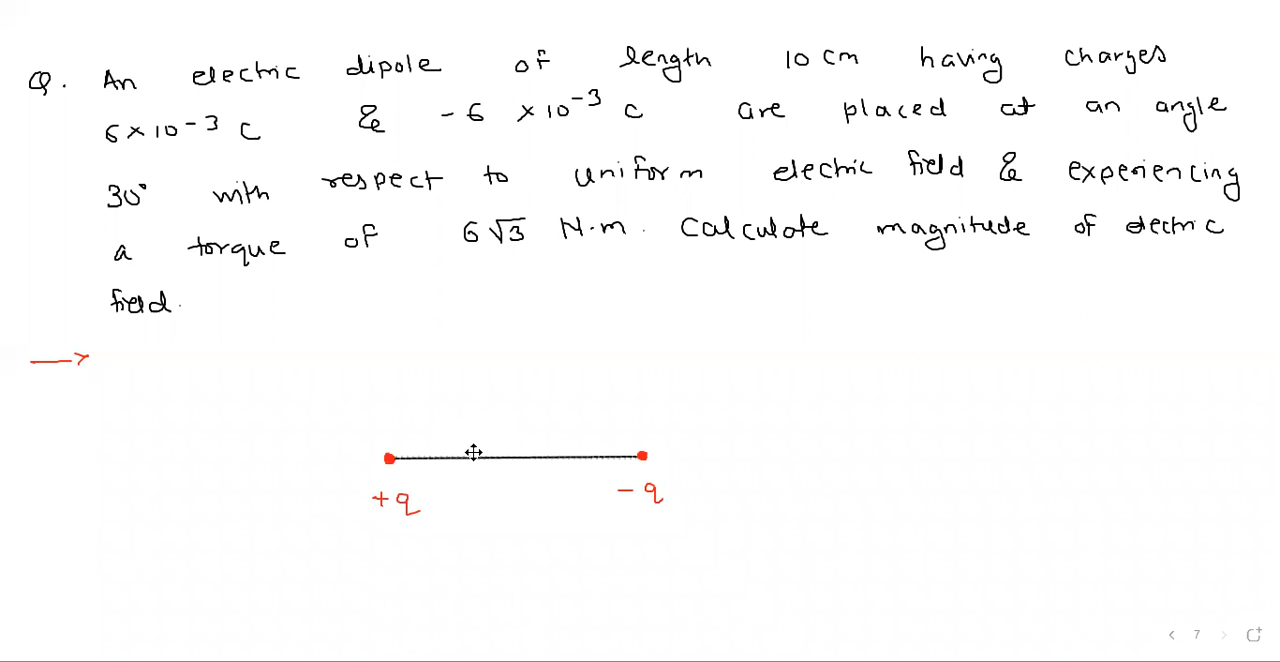 Q. An electric dipole of length 10 cm having charges
6 × 10⁻³ C & -6 × 10⁻³ C are placed at an angle
30° with respect to uniform electric field & experiencing
a torque of 6√3 N.m. Calculate magnitude of electric
field.
+q -q
7